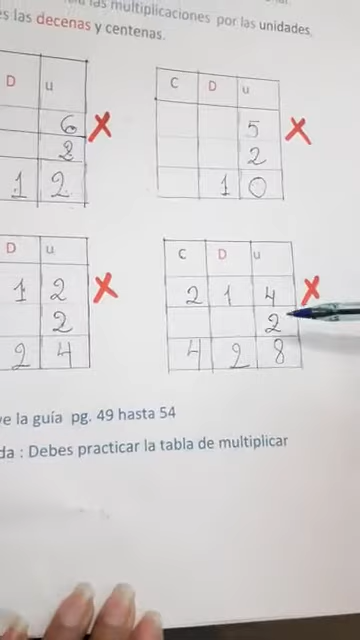 las multiplicaciones por las unidades,
las decenas y centenas.
D u
6 X
2
1 2
C D u
5 X
2
1 0
D u
1 2 X
2
2 4
C D u
2 1 4 X
2
4 2 8
la guía pg. 49 hasta 54
: Debes practicar la tabla de multiplicar